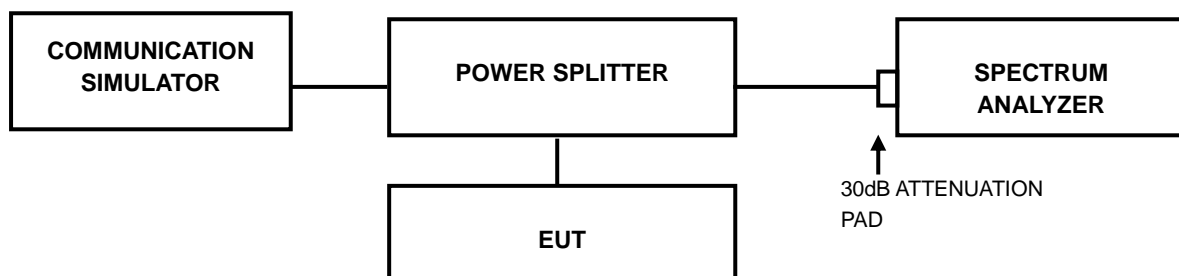 COMMUNICATION
SIMULATOR
POWER SPLITTER
SPECTRUM
ANALYZER
30dB ATTENUATION
PAD
EUT